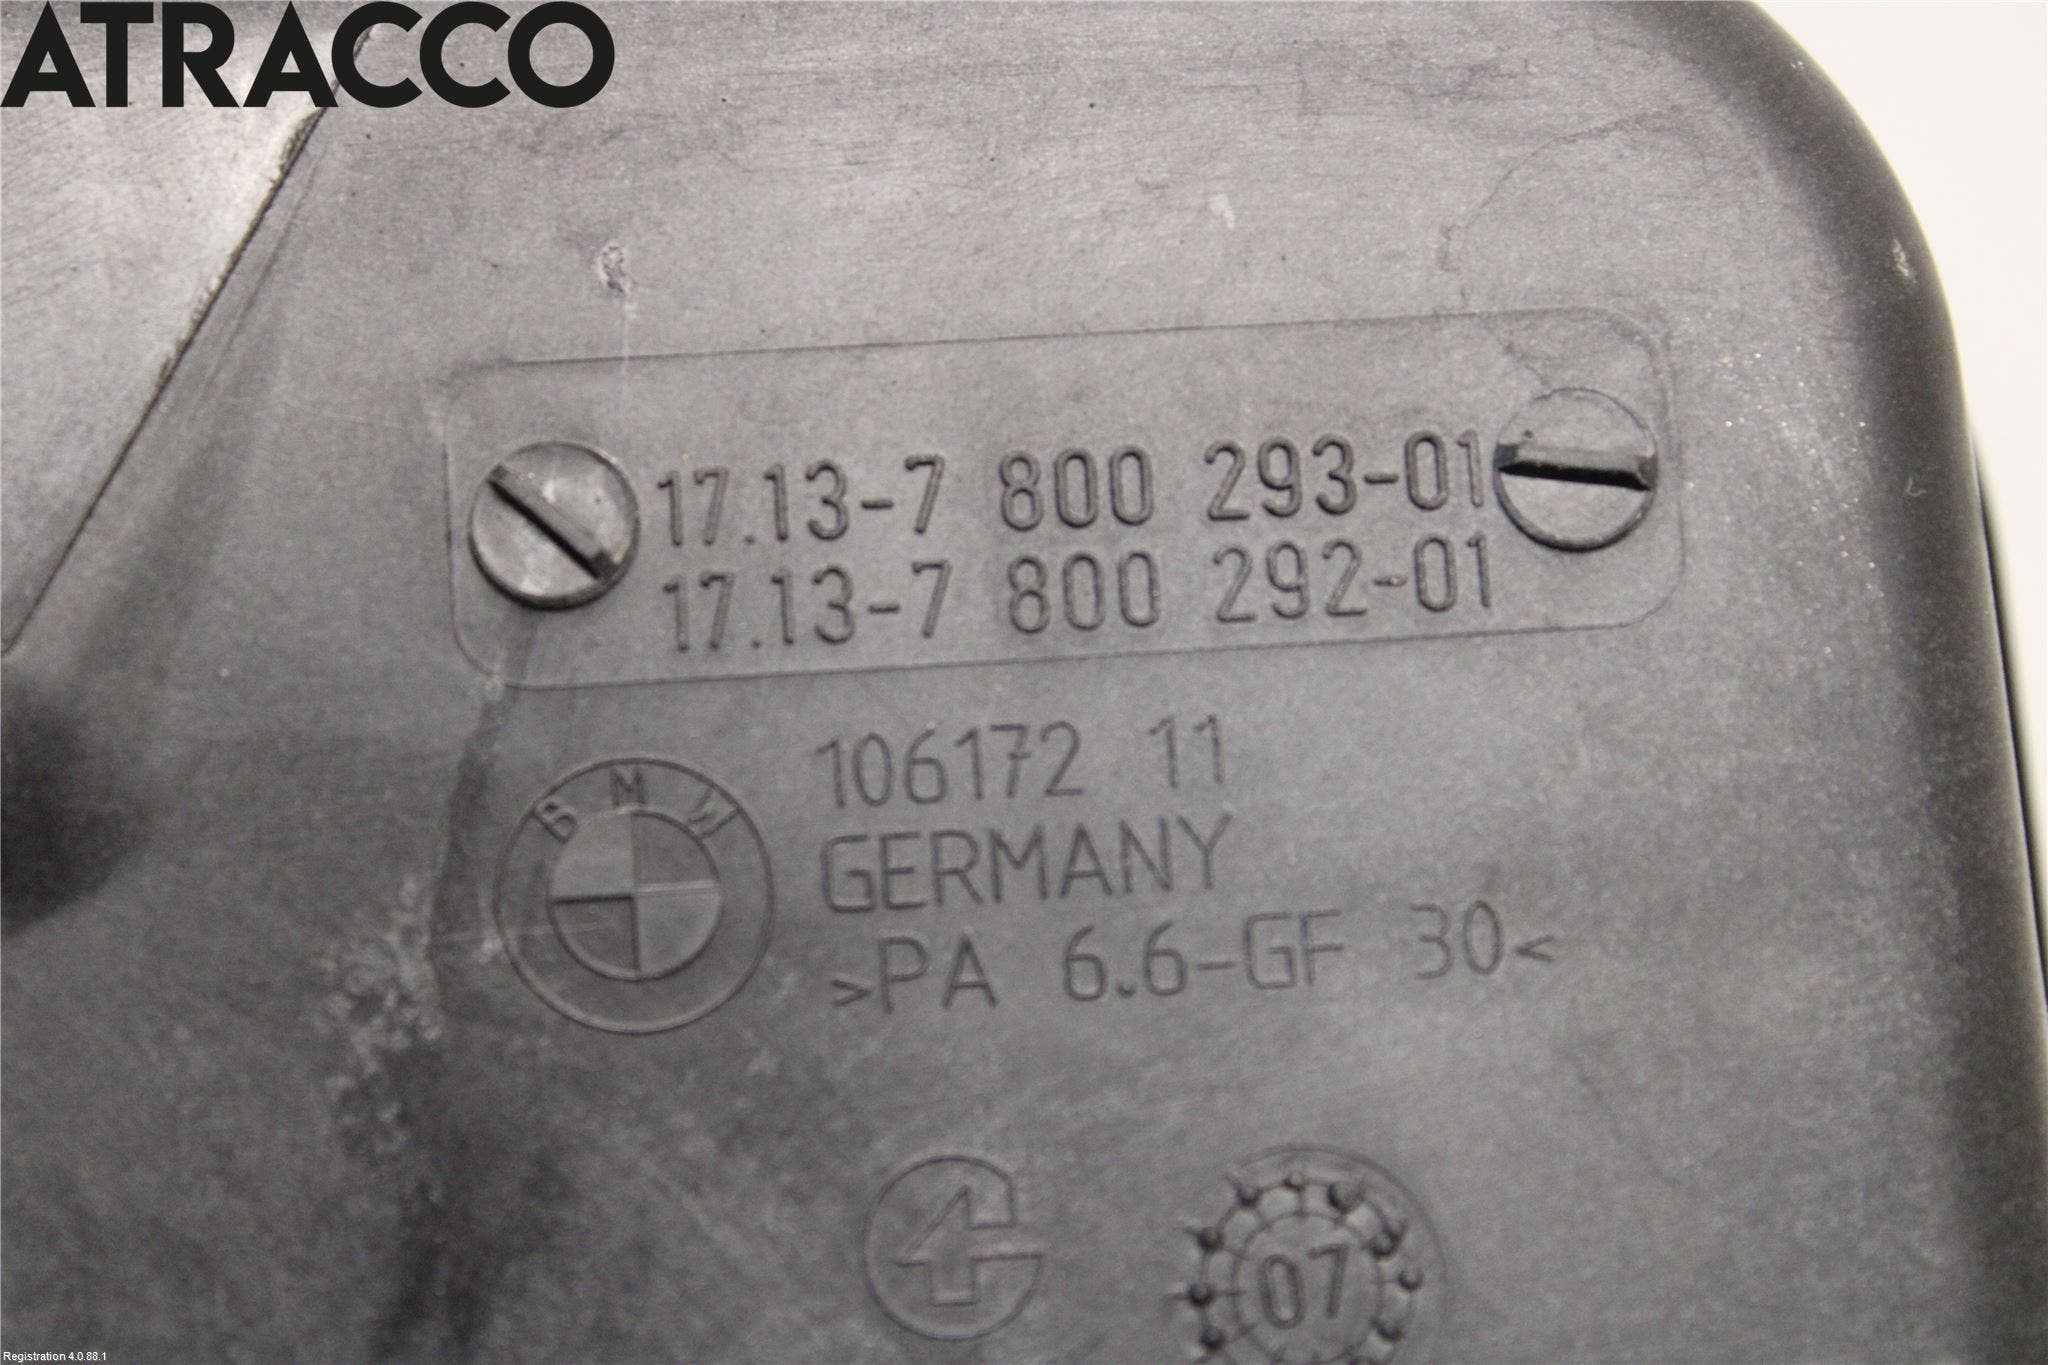 ATRACCO
17.13-7 800 293-01
17.13-7 800 292-01
BMW
106172 11
GERMANY
>PA 6.6-GF 30<
07
Registration 4.0.88.1